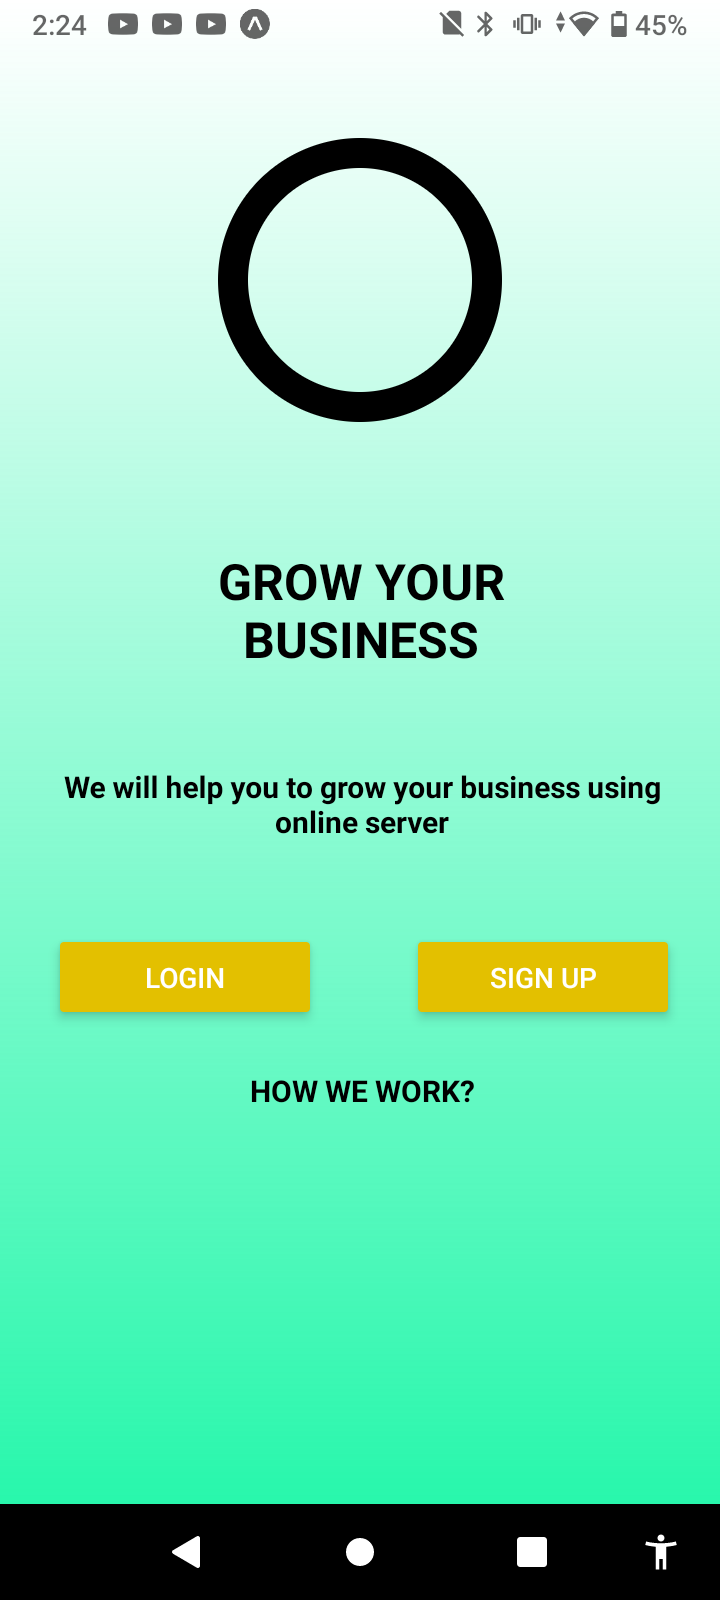 2:24 45%
GROW YOUR
BUSINESS
We will help you to grow your business using
online server
LOGIN SIGN UP
HOW WE WORK?